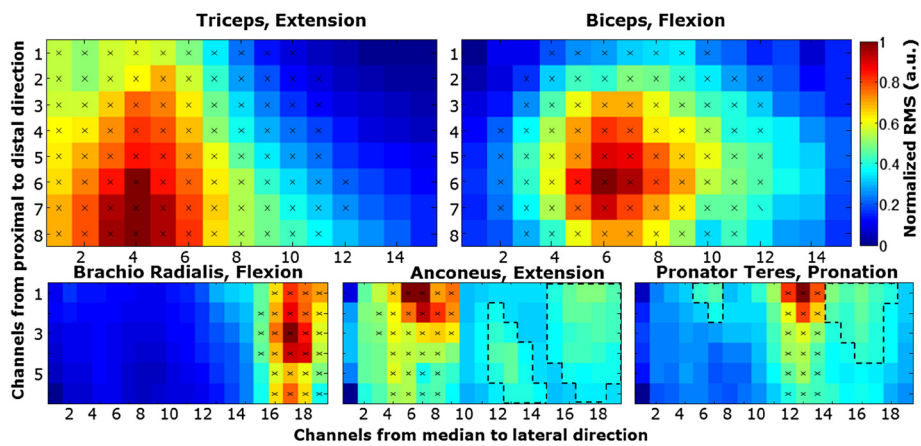 Triceps, Extension
Biceps, Flexion
1
2
3
4
5
6
7
8
2 4 6 8 10 12 14
1
2
3
4
5
6
7
8
2 4 6 8 10 12 14
1
0.8
0.6
0.4
0.2
0
Normalized RMS (a.u.)
Channels from proximal to distal direction
Brachio Radialis, Flexion
Anconeus, Extension
Pronator Teres, Pronation
1
3
5
2 4 6 8 10 12 14 16 18
2 4 6 8 10 12 14 16 18
2 4 6 8 10 12 14 16 18
Channels from median to lateral direction